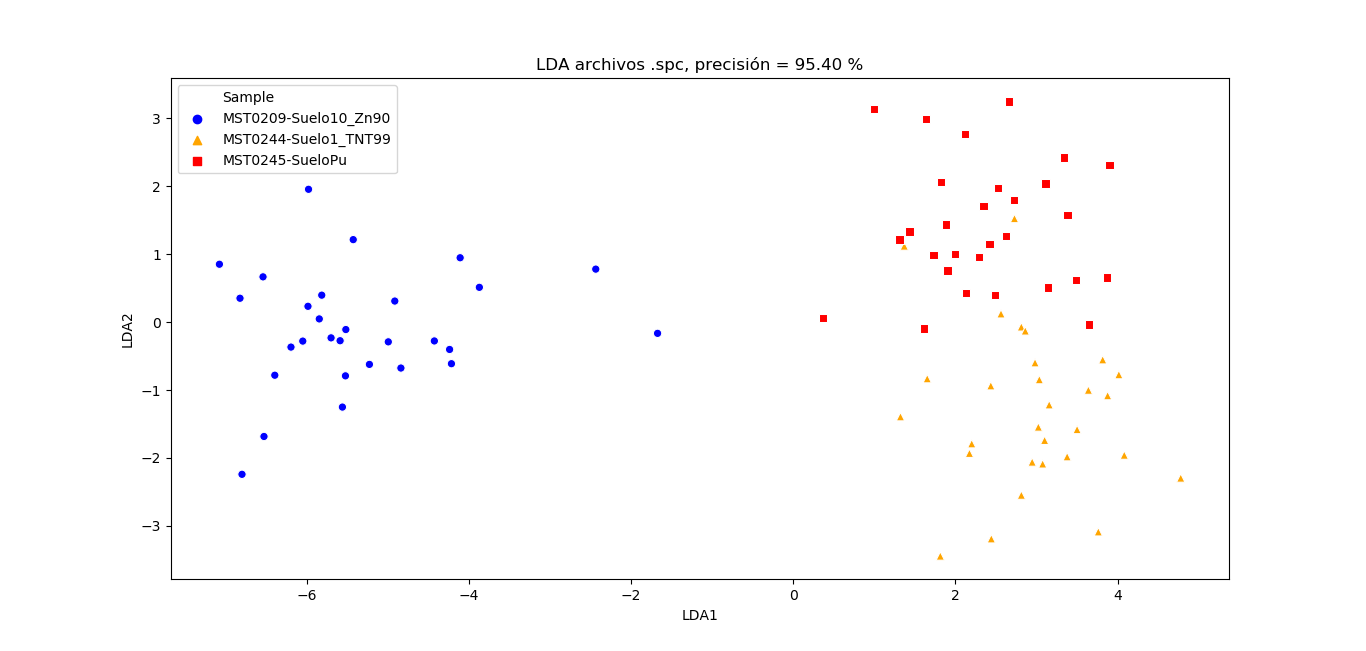 LDA archivos .spc, precisión = 95.40 %
Sample
MST0209-Suelo10_Zn90
MST0244-Suelo1_TNT99
MST0245-SueloPu
3
2
1
0
−1
−2
−3
LDA2
−6 −4 −2 0 2 4
LDA1